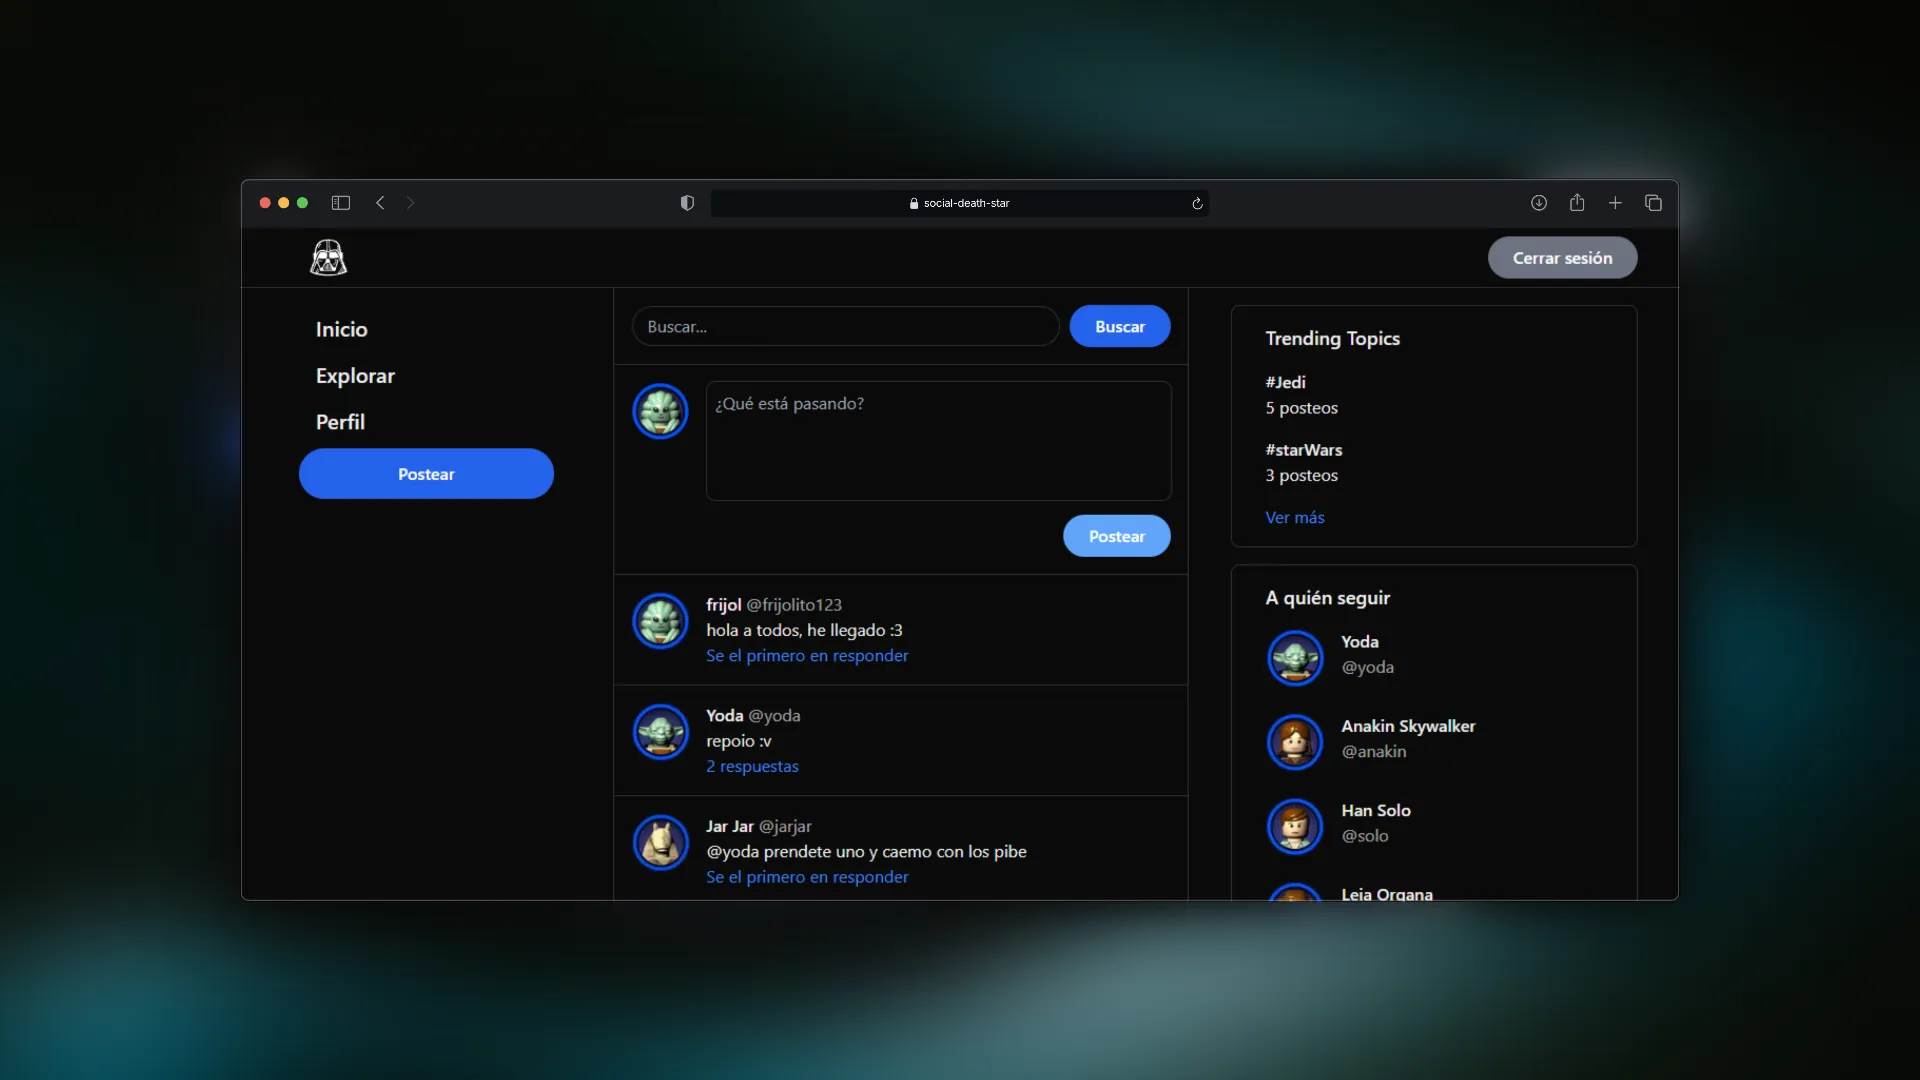 social-death-star
Cerrar sesión
Inicio
Explorar
Perfil
Postear
Buscar...
Buscar
¿Qué está pasando?
Postear
frijol @frijolito123
hola a todos, he llegado :3
Se el primero en responder
Yoda @yoda
repoio :v
2 respuestas
Jar Jar @jarjar
@yoda prendete uno y caemo con los pibe
Se el primero en responder
Trending Topics
#Jedi
5 posteos
#starWars
3 posteos
Ver más
A quién seguir
Yoda
@yoda
Anakin Skywalker
@anakin
Han Solo
@solo
Leia Organa